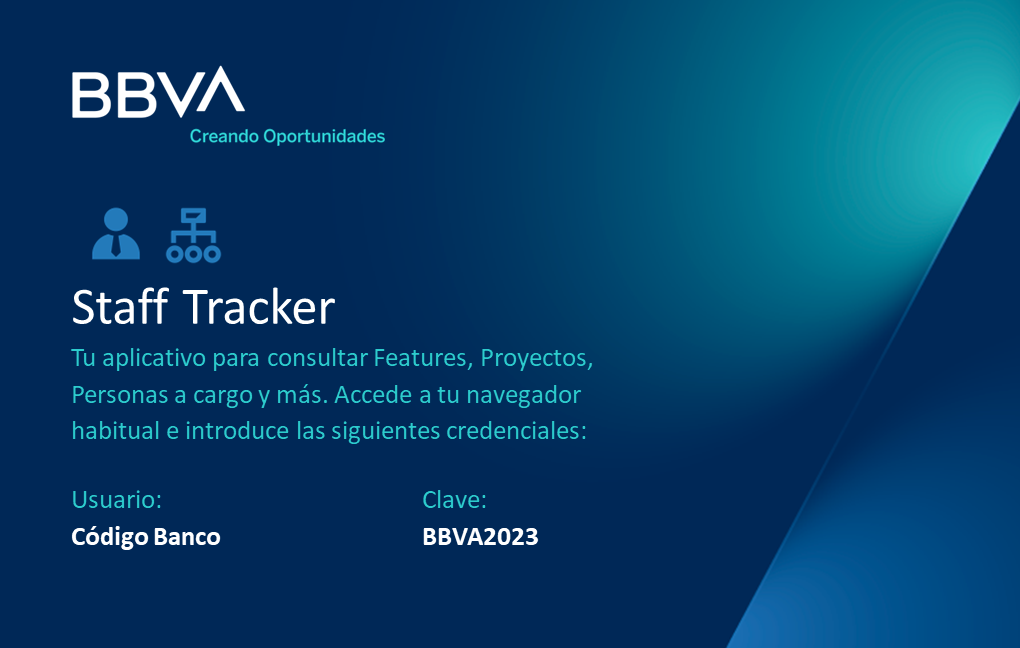 BBVA
Creando Oportunidades
Staff Tracker
Tu aplicativo para consultar Features, Proyectos,
Personas a cargo y más. Accede a tu navegador
habitual e introduce las siguientes credenciales:
Usuario: Clave:
Código Banco BBVA2023